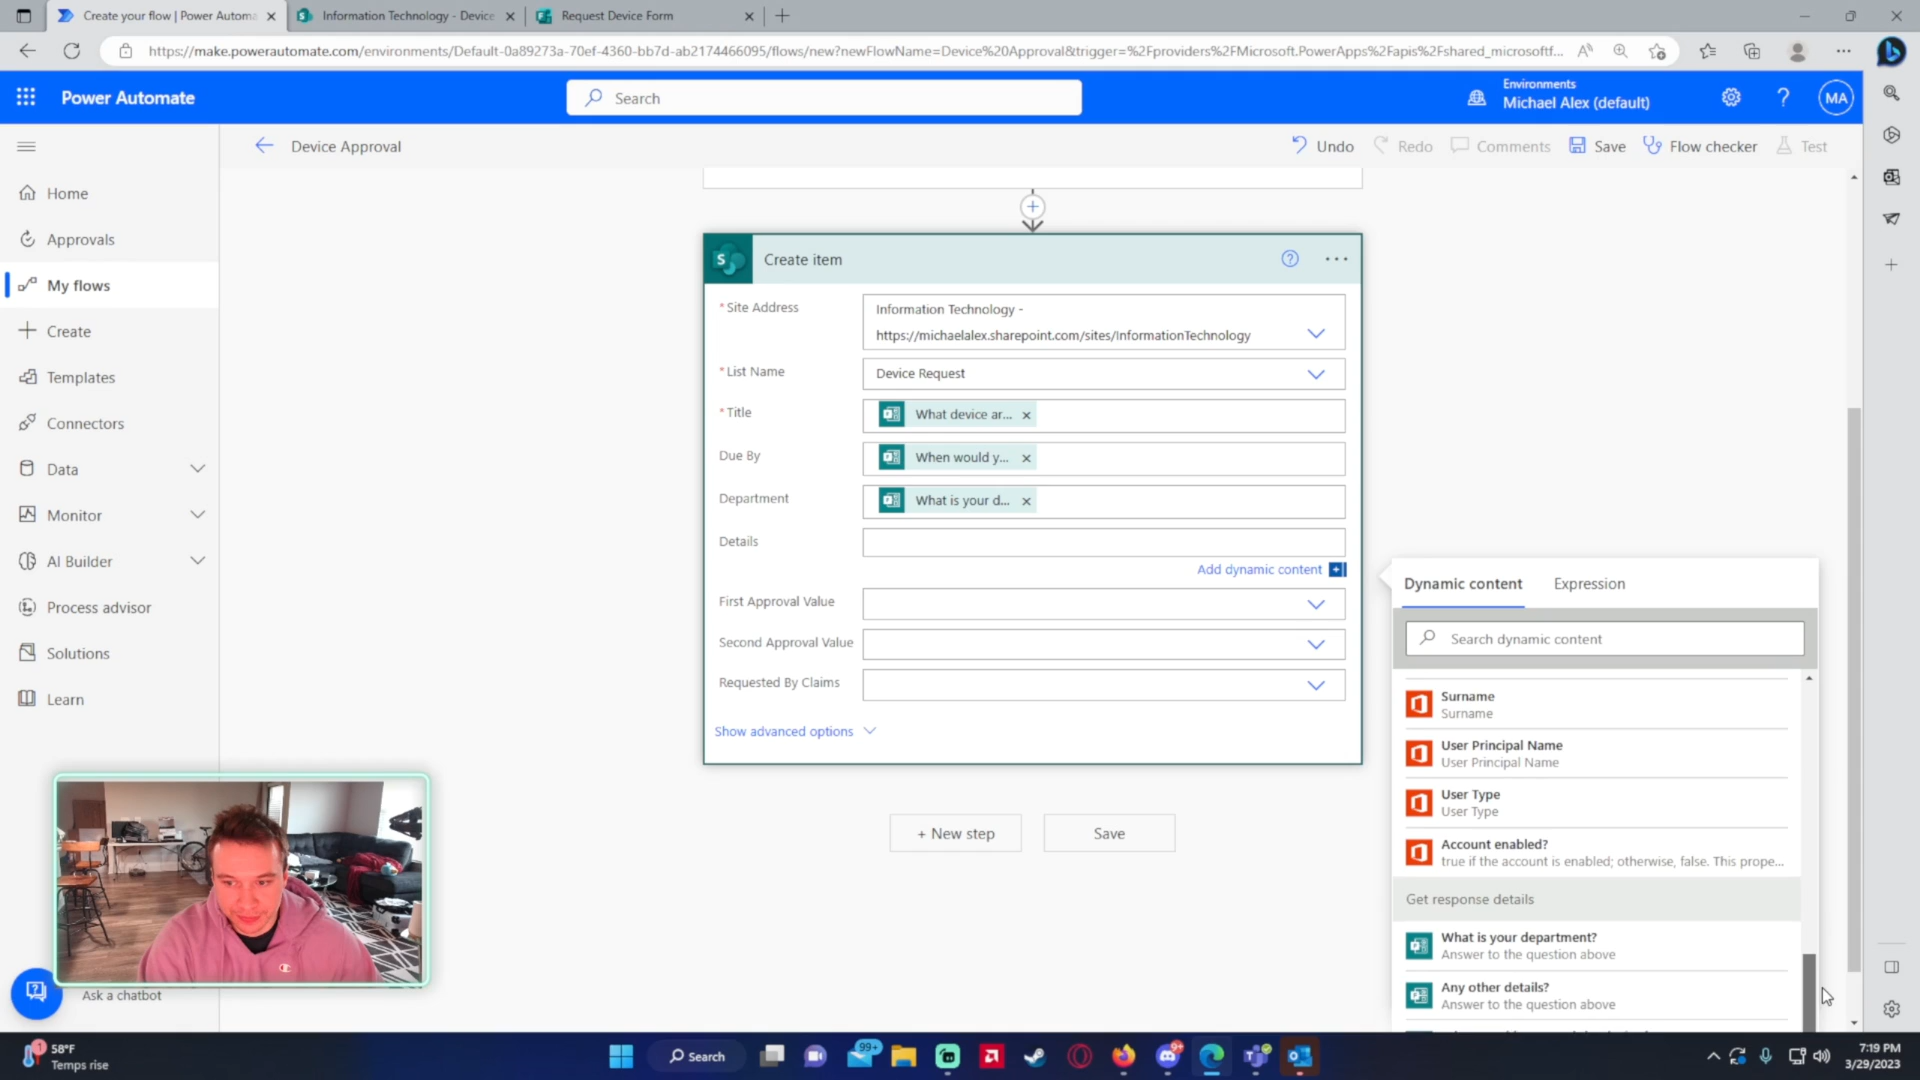 Create your flow | Power Automa
Information Technology - Device
Request Device Form
https://make.powerautomate.com/environments/Default-0a89273a-70ef-4360-bb7d-ab2174466095/flows/new?newFlowName=Device%20Approval&trigger=%2Fproviders%2FMicrosoft.PowerApps%2Fapis%2Fshared_microsoftf...
Power Automate
Search
Environments
Michael Alex (default)
MA
Device Approval
Undo
Redo
Comments
Save
Flow checker
Test
Home
Approvals
My flows
Create
Templates
Connectors
Data
Monitor
AI Builder
Process advisor
Solutions
Learn
Ask a chatbot
Create item
* Site Address
Information Technology -
https://michaelalex.sharepoint.com/sites/InformationTechnology
* List Name
Device Request
* Title
What device ar...
Due By
When would y...
Department
What is your d...
Details
Add dynamic content
First Approval Value
Second Approval Value
Requested By Claims
Show advanced options
+ New step
Save
Dynamic content
Expression
Search dynamic content
Surname
Surname
User Principal Name
User Principal Name
User Type
User Type
Account enabled?
true if the account is enabled; otherwise, false. This prope...
Get response details
What is your department?
Answer to the question above
Any other details?
Answer to the question above
1
58°F
Temps rise
Search
99+
7:19 PM
3/29/2023